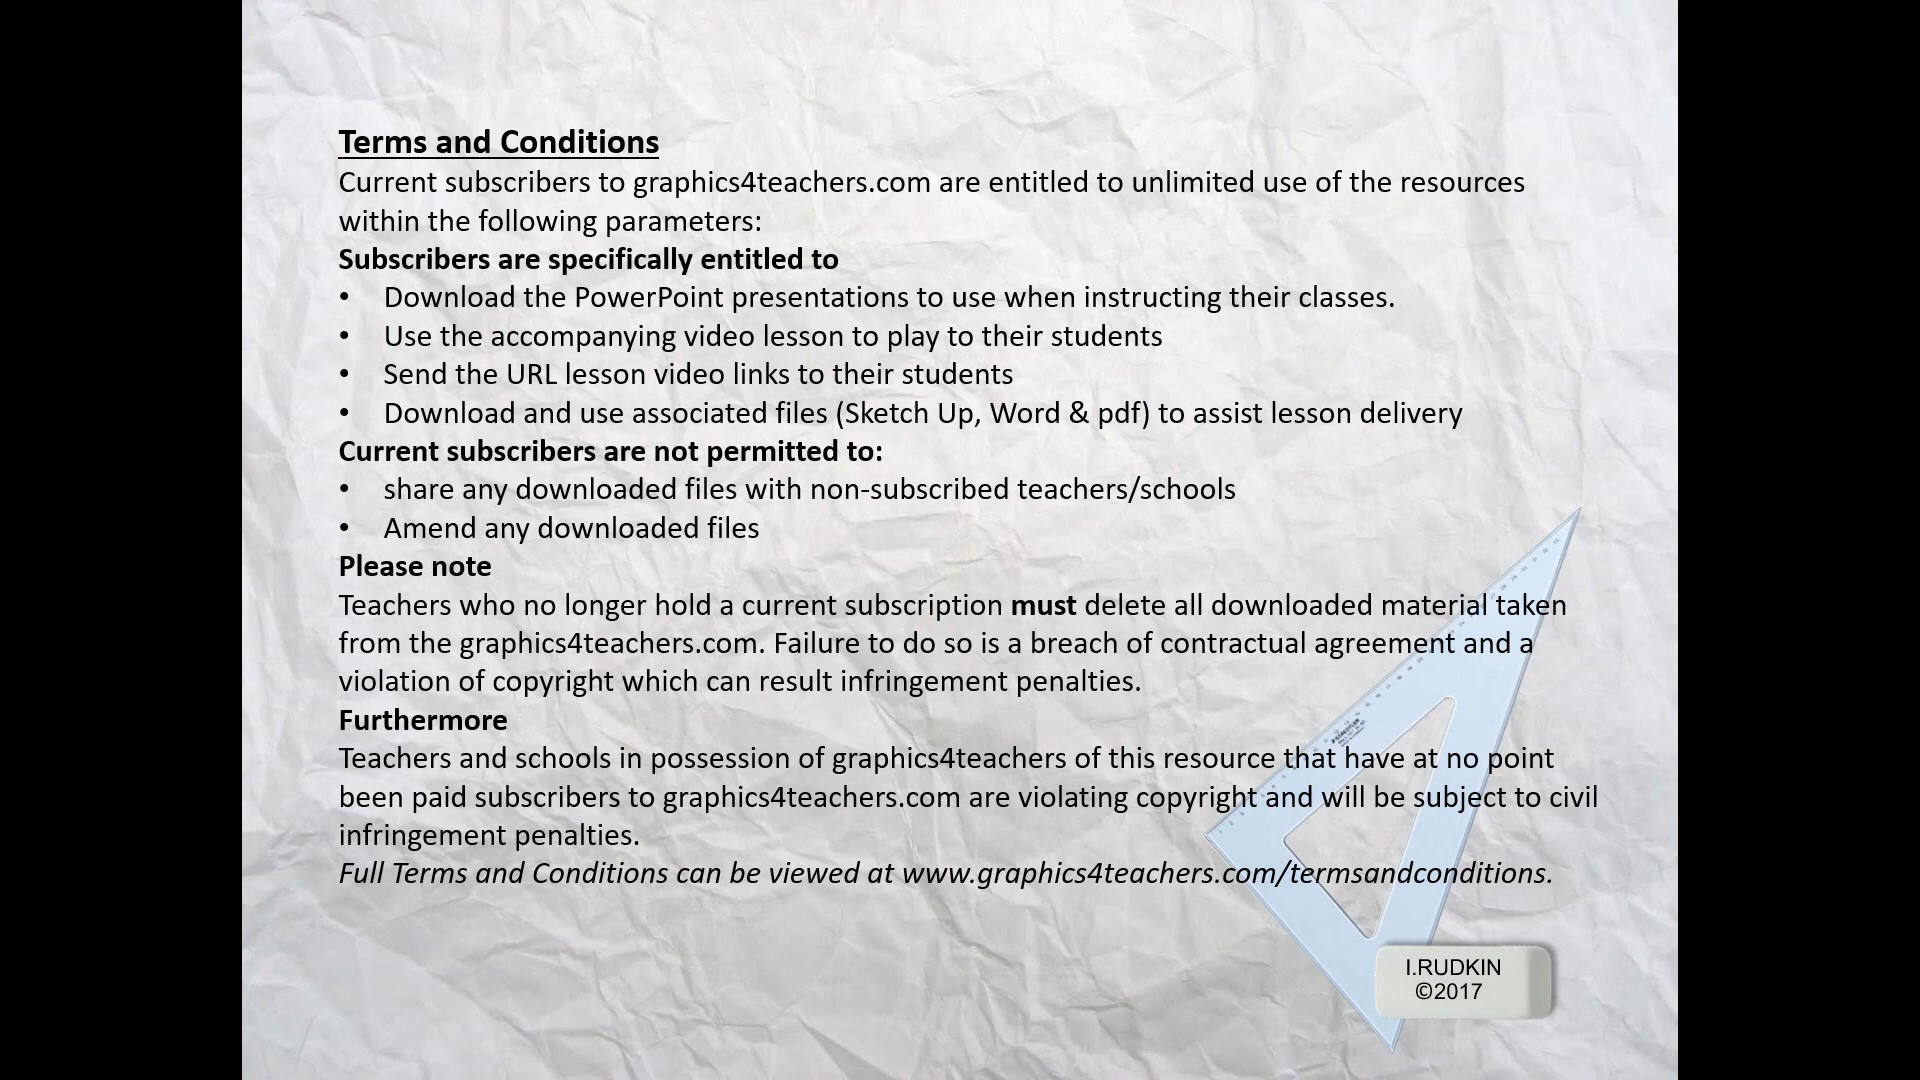 Terms and Conditions
Current subscribers to graphics4teachers.com are entitled to unlimited use of the resources
within the following parameters:
Subscribers are specifically entitled to
• Download the PowerPoint presentations to use when instructing their classes.
• Use the accompanying video lesson to play to their students
• Send the URL lesson video links to their students
• Download and use associated files (Sketch Up, Word & pdf) to assist lesson delivery
Current subscribers are not permitted to:
• share any downloaded files with non-subscribed teachers/schools
• Amend any downloaded files
Please note
Teachers who no longer hold a current subscription must delete all downloaded material taken
from the graphics4teachers.com. Failure to do so is a breach of contractual agreement and a
violation of copyright which can result infringement penalties.
Furthermore
Teachers and schools in possession of graphics4teachers of this resource that have at no point
been paid subscribers to graphics4teachers.com are violating copyright and will be subject to civil
infringement penalties.
Full Terms and Conditions can be viewed at www.graphics4teachers.com/termsandconditions.
I.RUDKIN
©2017